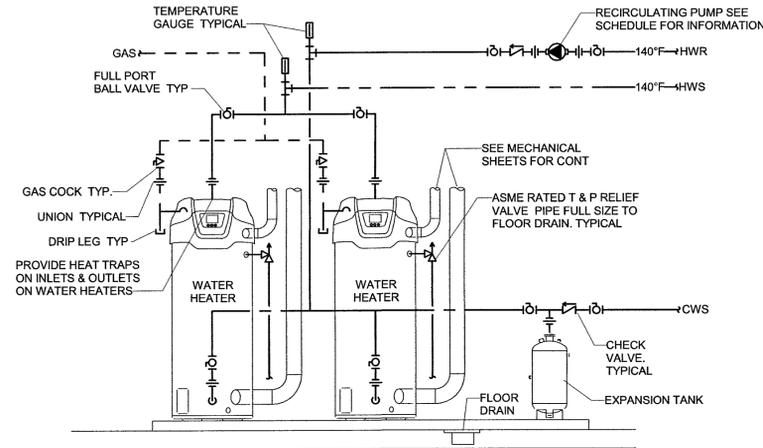 TEMPERATURE
GAUGE TYPICAL
RECIRCULATING PUMP SEE
SCHEDULE FOR INFORMATION
GAS
140°F HWR
FULL PORT
BALL VALVE TYP
140°F HWS
SEE MECHANICAL
SHEETS FOR CONT
GAS COCK TYP.
UNION TYPICAL
DRIP LEG TYP
ASME RATED T & P RELIEF
VALVE PIPE FULL SIZE TO
FLOOR DRAIN. TYPICAL
PROVIDE HEAT TRAPS
ON INLETS & OUTLETS
ON WATER HEATERS
WATER
HEATER
WATER
HEATER
CWS
CHECK
VALVE.
TYPICAL
FLOOR
DRAIN
EXPANSION TANK